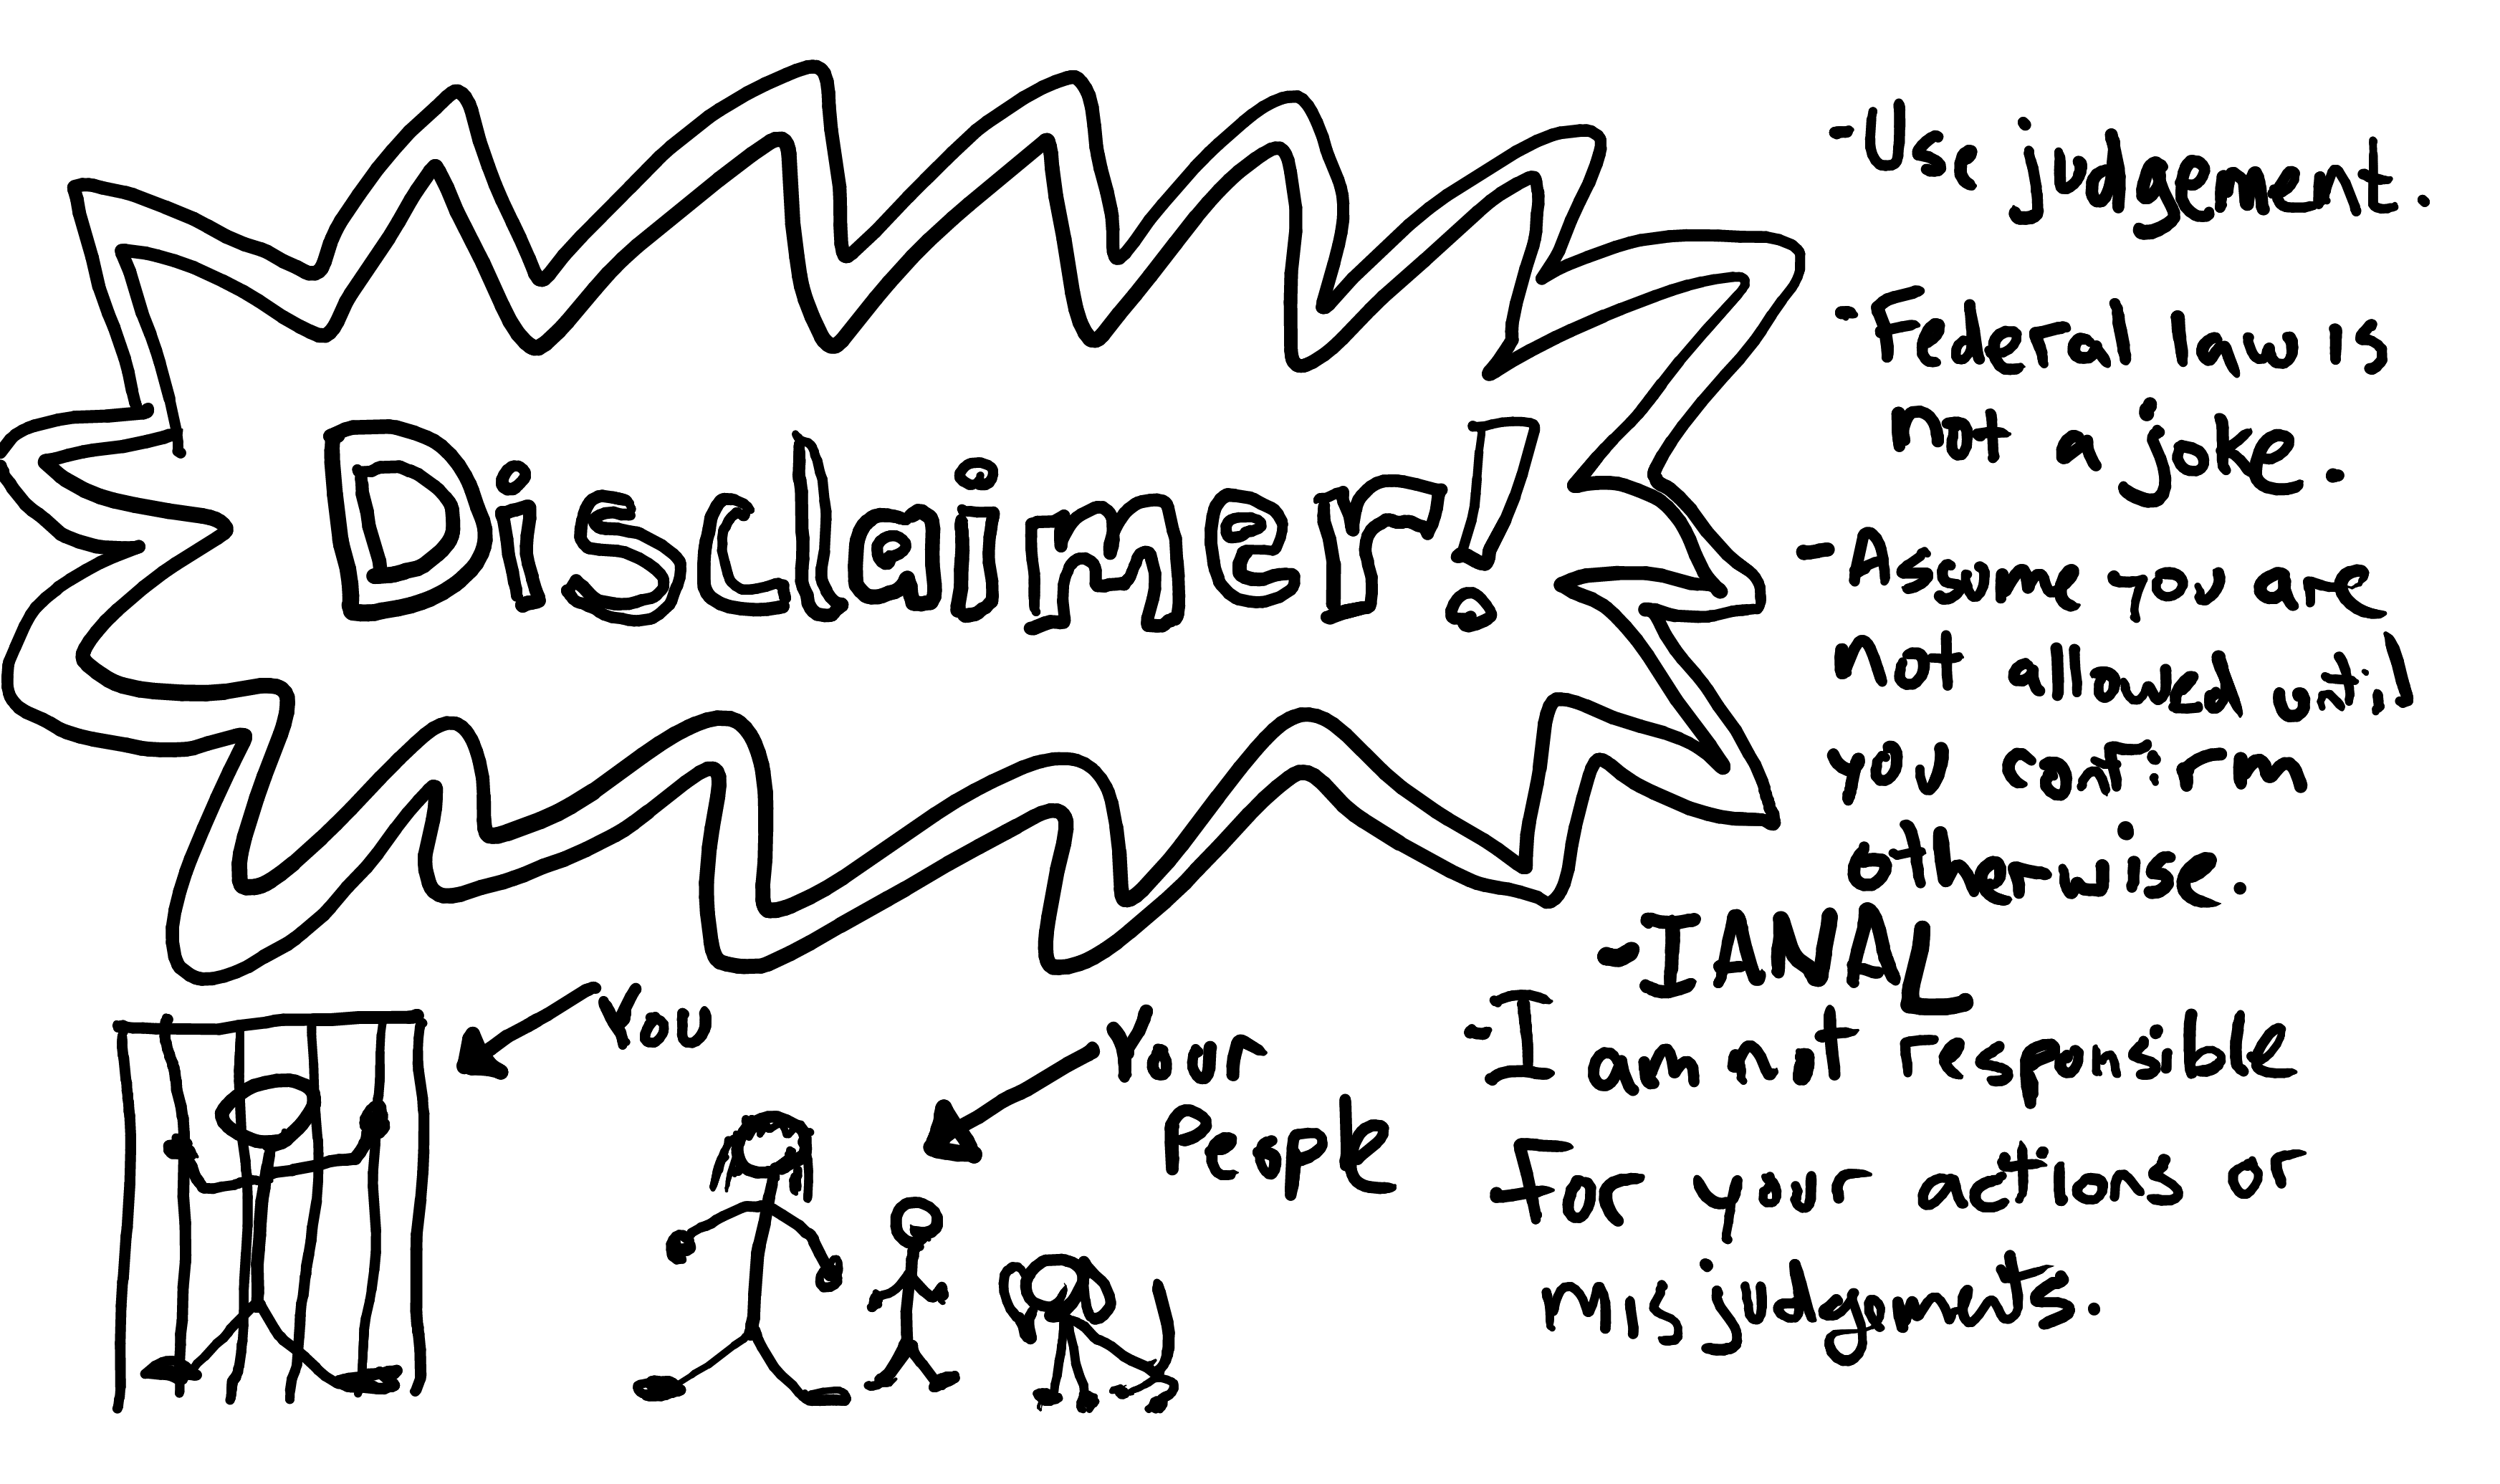 Disclaimer!
-Use judgement.
-Federal law is
not a joke.
-Assume you are
not allowed until
you confirm
otherwise.
-IANAL
-I am not responsible
for your actions or
misjudgments.
You
Your
People